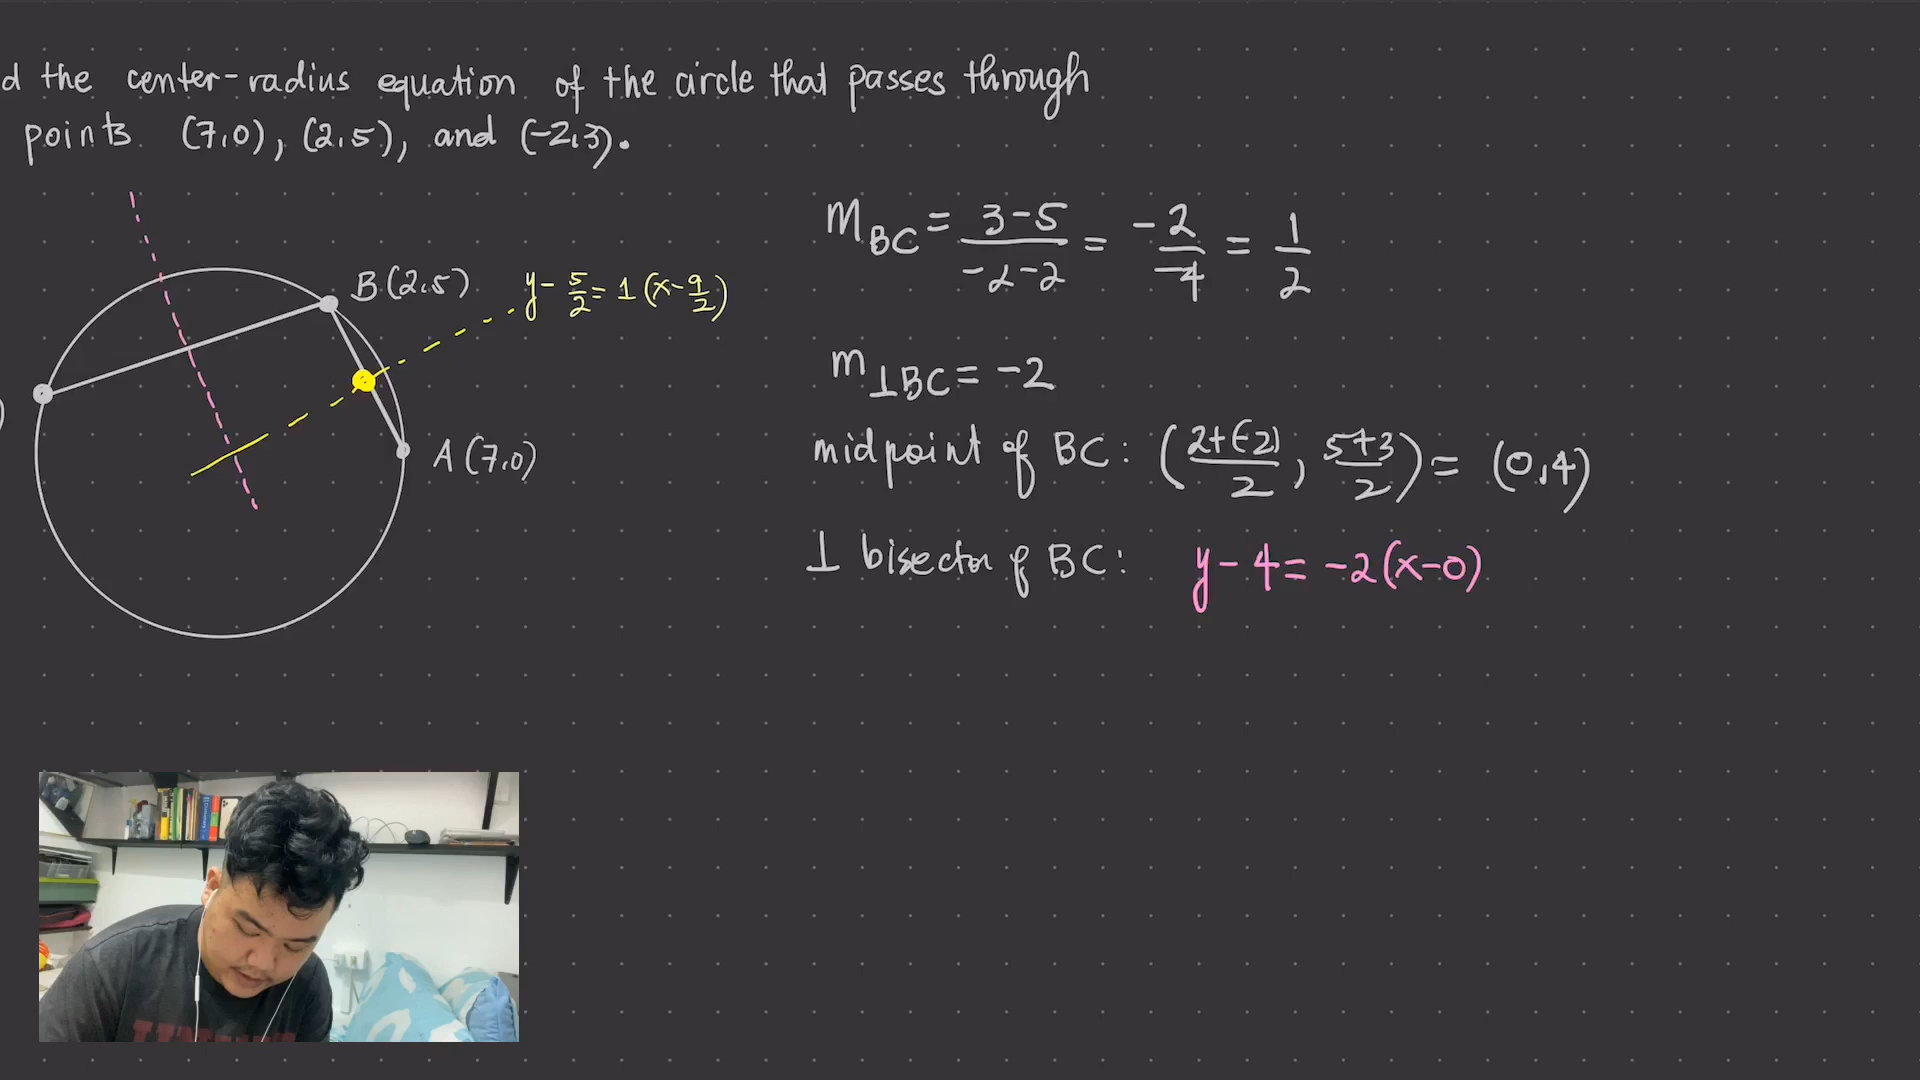 d the center-radius equation of the circle that passes through
points (7,0), (2,5), and (-2,3).
m BC = 3-5 / -2-2 = -2 / -4 = 1 / 2
B(2,5)
y - 5/2 = 1(x - 9/2)
m ⊥BC = -2
)
A(7,0)
midpoint of BC: (2+(-2) / 2, 5+3 / 2) = (0,4)
⊥ bisector of BC: y - 4 = -2(x-0)